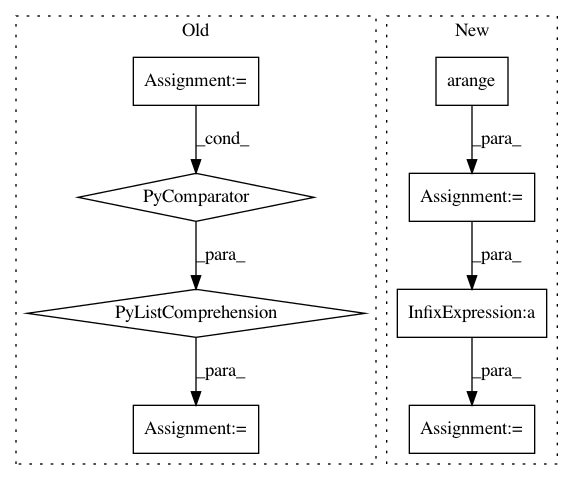 Old
New
Assignment:=
arange
_cond_
_para_
PyComparator
Assignment:=
_para_
_para_
PyListComprehension
InfixExpression:a
_para_
_para_
Assignment:=
Assignment:=